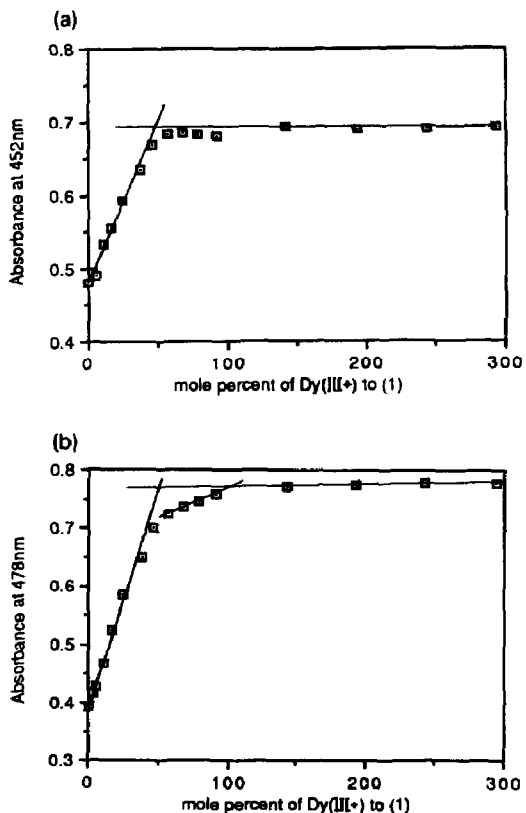 (a)
0.8
0.7
0.6
0.5
0.4
Absorbance at 452nm
0 100 200 300
mole percent of Dy(III+) to (1)
(b)
0.8
0.7
0.6
0.5
0.4
0.3
Absorbance at 478nm
0 100 200 300
mole percent of Dy(III+) to (1)